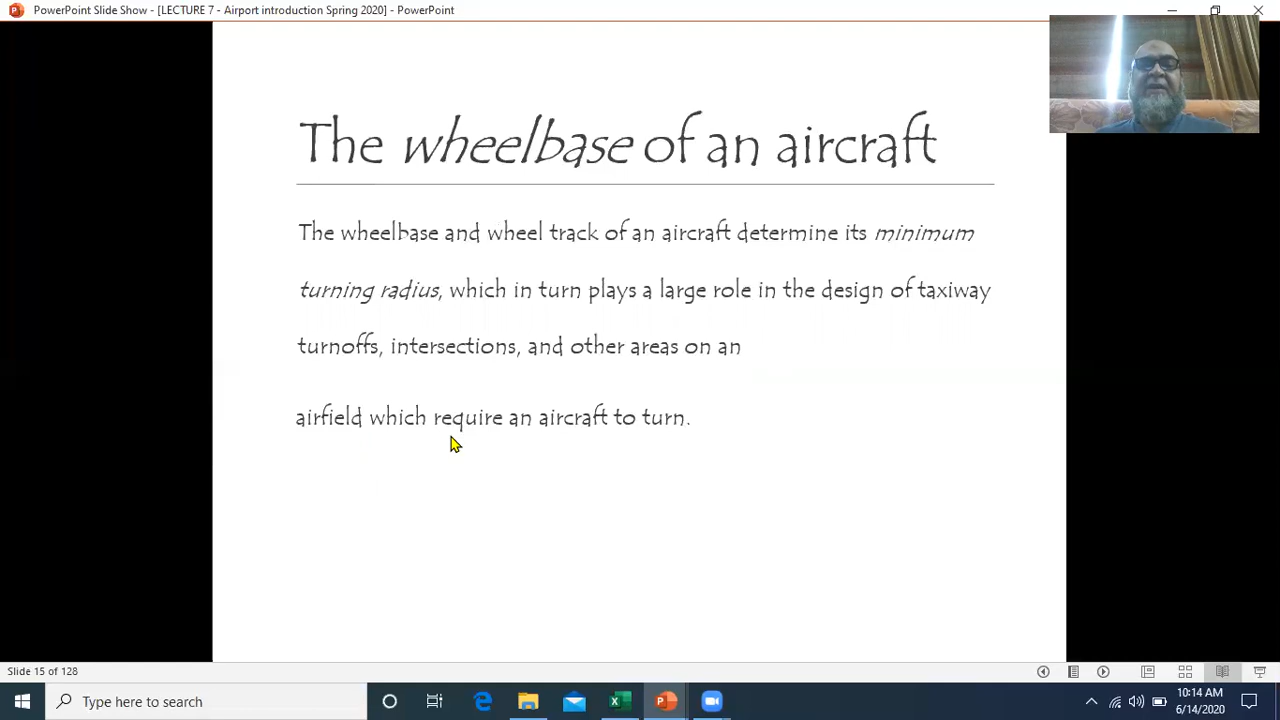 PowerPoint Slide Show - [LECTURE 7 - Airport introduction Spring 2020] - PowerPoint
The wheelbase of an aircraft
The wheelbase and wheel track of an aircraft determine its minimum
turning radius, which in turn plays a large role in the design of taxiway
turnoffs, intersections, and other areas on an
airfield which require an aircraft to turn.
Slide 15 of 128
Type here to search
10:14 AM
6/14/2020